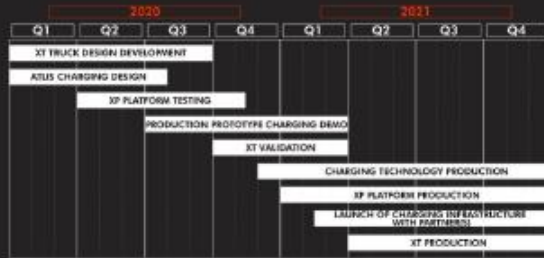 2020 2021
Q1 Q2 Q3 Q4 Q1 Q2 Q3 Q4
XT TRUCK DESIGN DEVELOPMENT
ATLIS CHARGING DESIGN
XP PLATFORM TESTING
PRODUCTION PROTOTYPE CHARGING DEMO
XT VALIDATION
CHARGING TECHNOLOGY PRODUCTION
XP PLATFORM PRODUCTION
LAUNCH OF CHARGING INFRASTRUCTURE
WITH PARTNER(S)
XT PRODUCTION